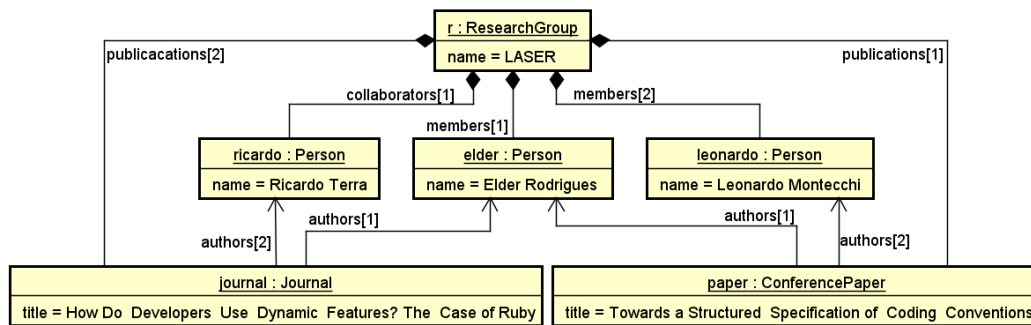 r : ResearchGroup
name = LASER
publicacations[2]
publications[1]
collaborators[1]
members[1]
members[2]
ricardo : Person
name = Ricardo Terra
elder : Person
name = Elder Rodrigues
leonardo : Person
name = Leonardo Montecchi
authors[2]
authors[1]
authors[1]
authors[2]
journal : Journal
title = How Do Developers Use Dynamic Features? The Case of Ruby
paper : ConferencePaper
title = Towards a Structured Specification of Coding Conventions